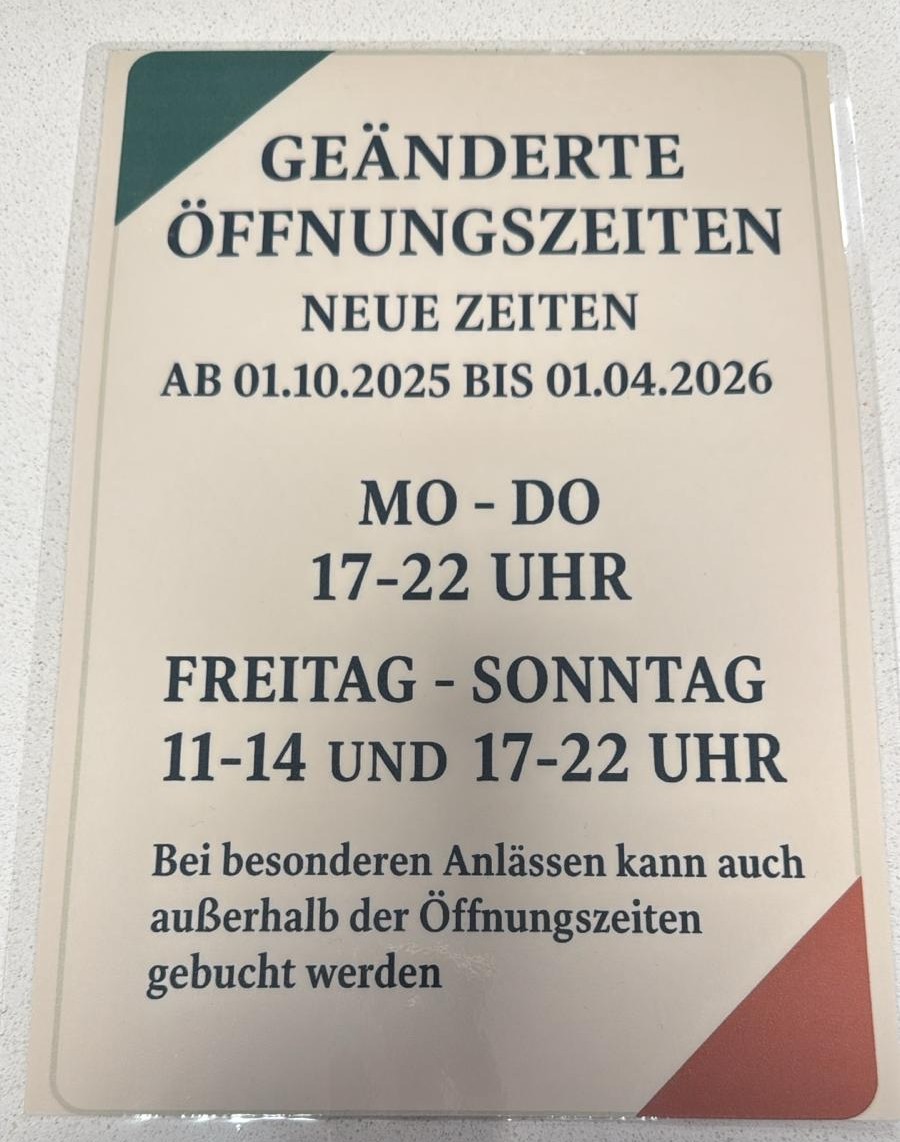 GEÄNDERTE
ÖFFNUNGSZEITEN
NEUE ZEITEN
AB 01.10.2025 BIS 01.04.2026
MO - DO
17-22 UHR
FREITAG - SONNTAG
11-14 UND 17-22 UHR
Bei besonderen Anlässen kann auch
außerhalb der Öffnungszeiten
gebucht werden